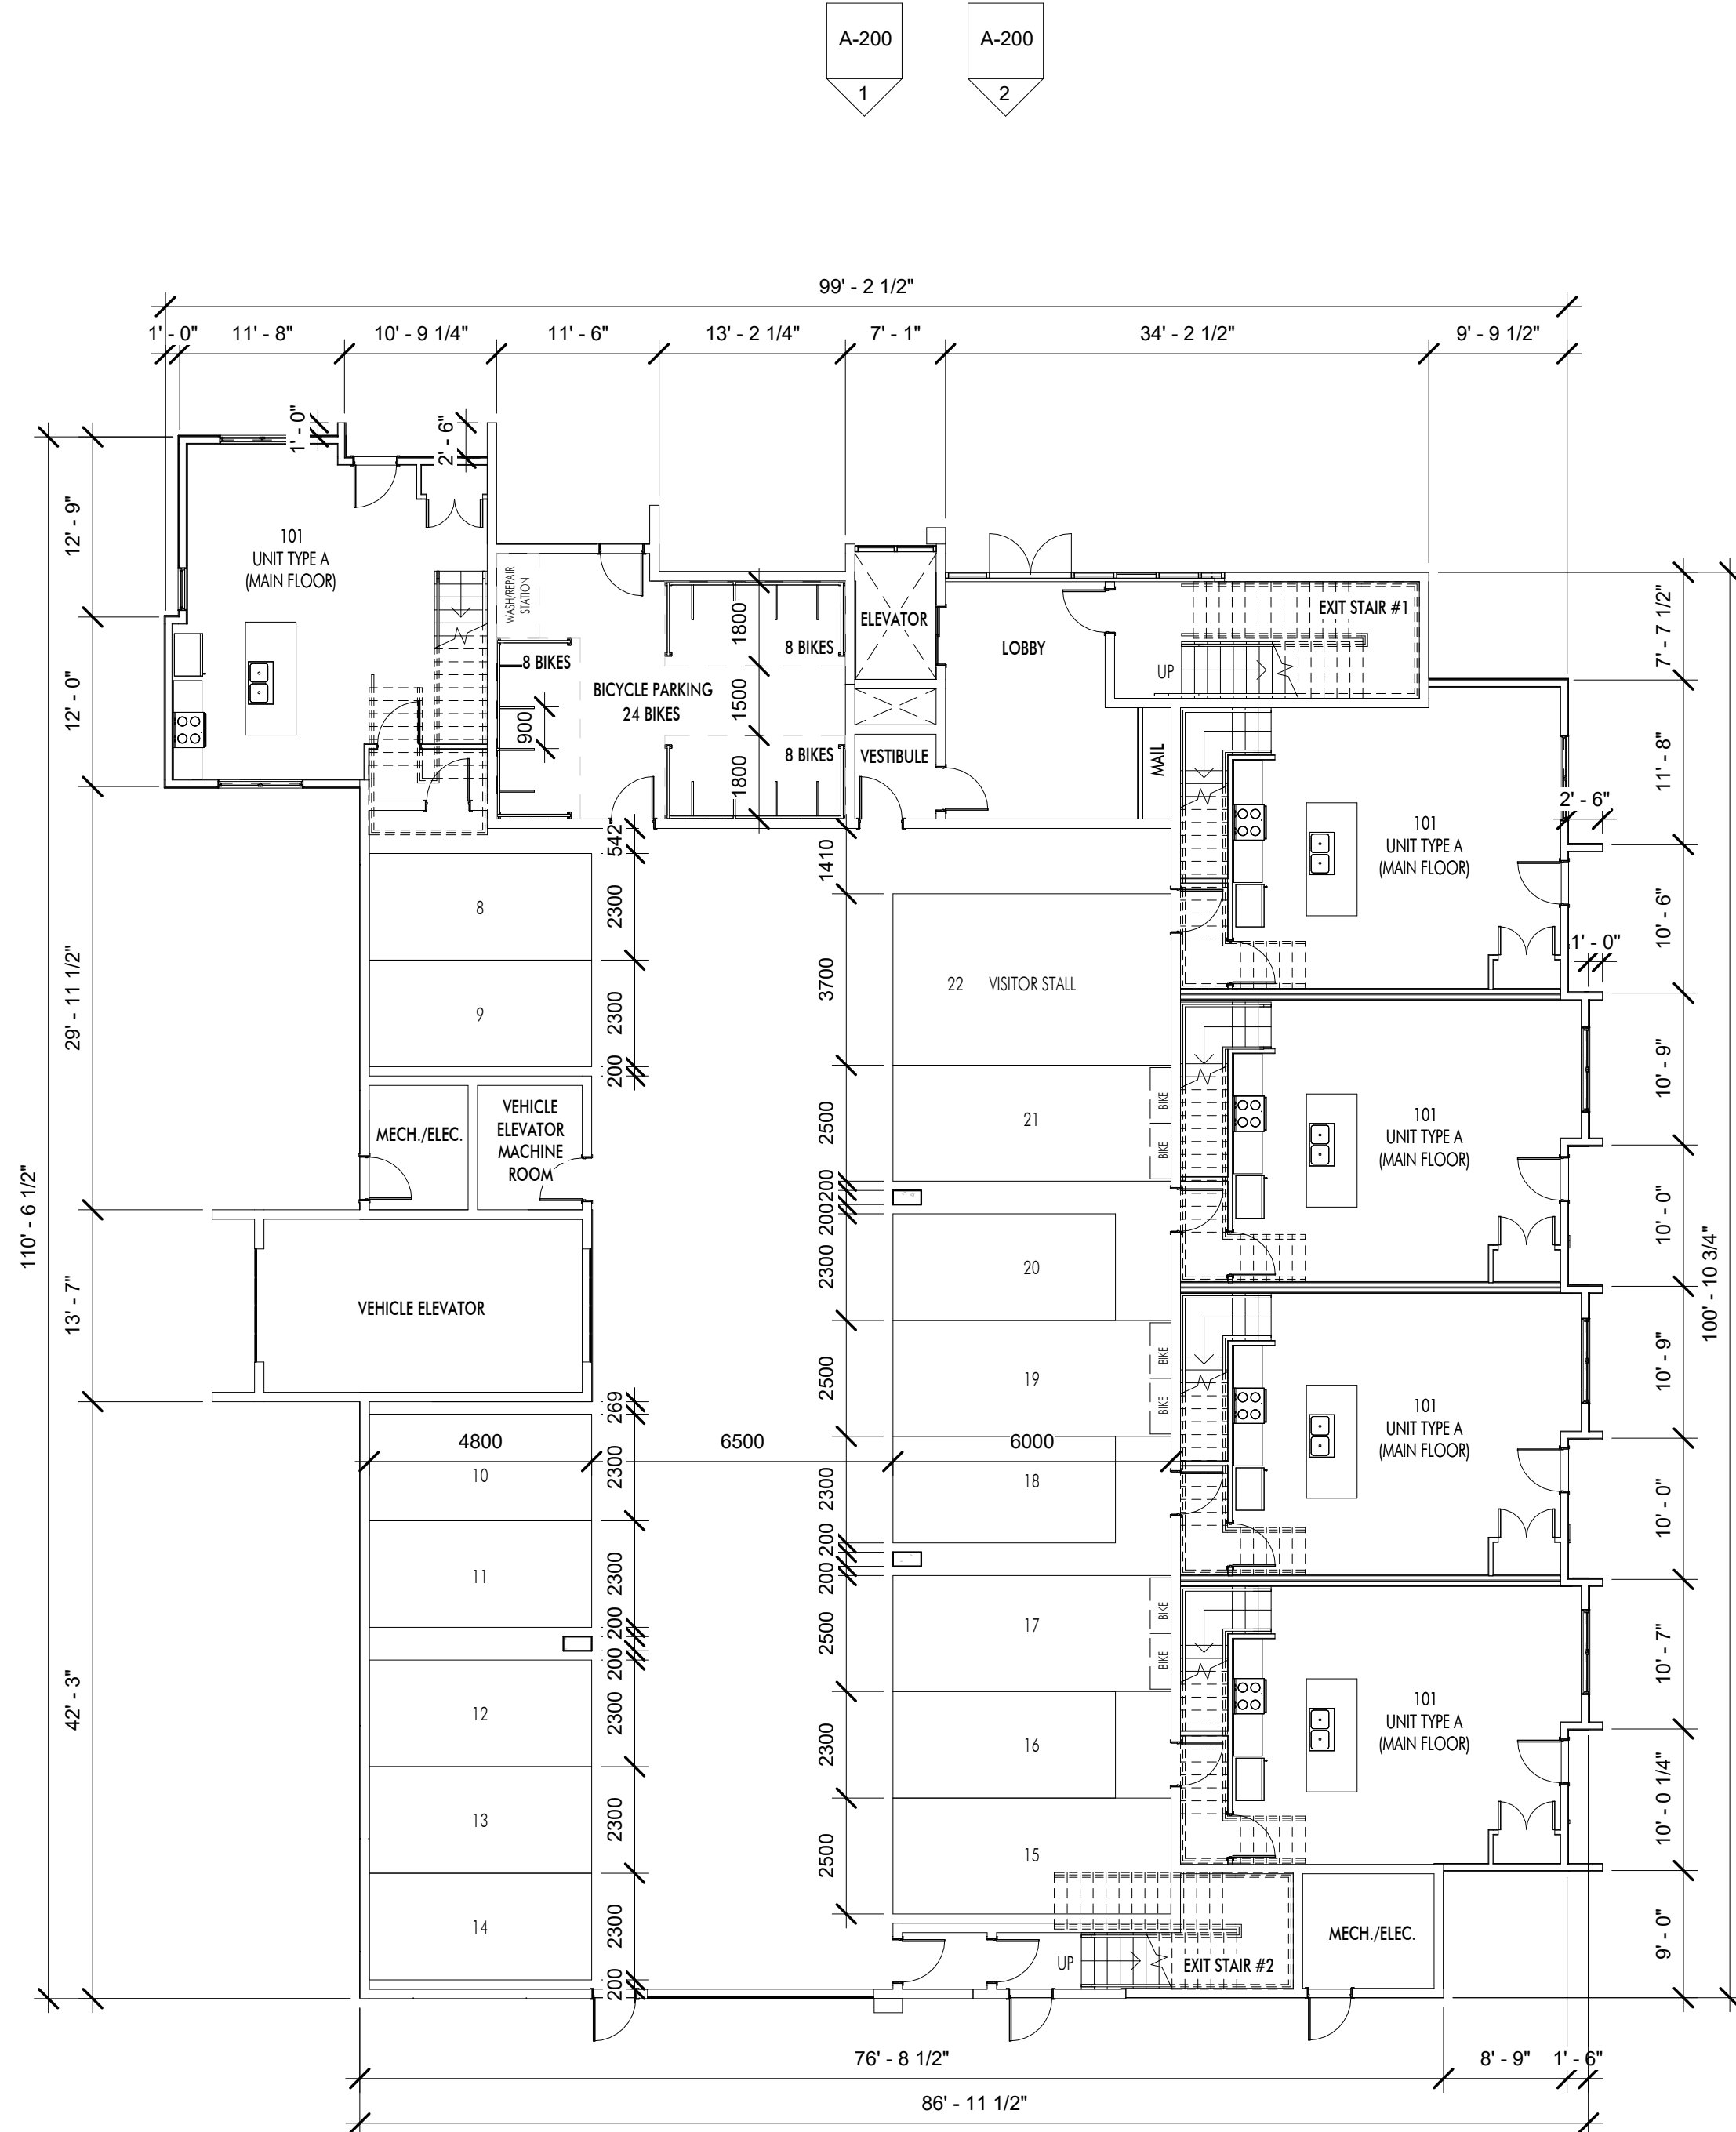 A-200
A-200
1
2
99' - 2 1/2"
1' - 0"
11' - 8"
10' - 9 1/4"
11' - 6"
13' - 2 1/4"
7' - 1"
34' - 2 1/2"
9' - 9 1/2"
1' - 0"
2' - 6"
12' - 9"
12' - 0"
29' - 11 1/2"
13' - 7"
42' - 3"
110' - 6 1/2"
101
UNIT TYPE A
(MAIN FLOOR)
WASH/REPAIR
STATION
8 BIKES
BICYCLE PARKING
24 BIKES
8 BIKES
8 BIKES
900
1800
1500
1800
ELEVATOR
VESTIBULE
LOBBY
MAIL
EXIT STAIR #1
UP
7' - 7 1/2"
11' - 8"
2' - 6"
10' - 6"
1' - 0"
10' - 9"
10' - 0"
10' - 9"
10' - 0"
10' - 7"
10' - 0 1/4"
9' - 0"
100' - 10 3/4"
101
UNIT TYPE A
(MAIN FLOOR)
101
UNIT TYPE A
(MAIN FLOOR)
101
UNIT TYPE A
(MAIN FLOOR)
101
UNIT TYPE A
(MAIN FLOOR)
542
2300
2300
200
8
9
MECH./ELEC.
VEHICLE
ELEVATOR
MACHINE
ROOM
VEHICLE ELEVATOR
269
2300
2300
200
200
2300
2300
2300
200
4800
6500
6000
10
11
12
13
14
1410
3700
2500
200
200
2300
2500
2300
200
200
2500
2300
2500
22 VISITOR STALL
21
BIKE
BIKE
20
19
BIKE
BIKE
18
17
BIKE
BIKE
16
15
UP
EXIT STAIR #2
MECH./ELEC.
76' - 8 1/2"
8' - 9"
1' - 6"
86' - 11 1/2"